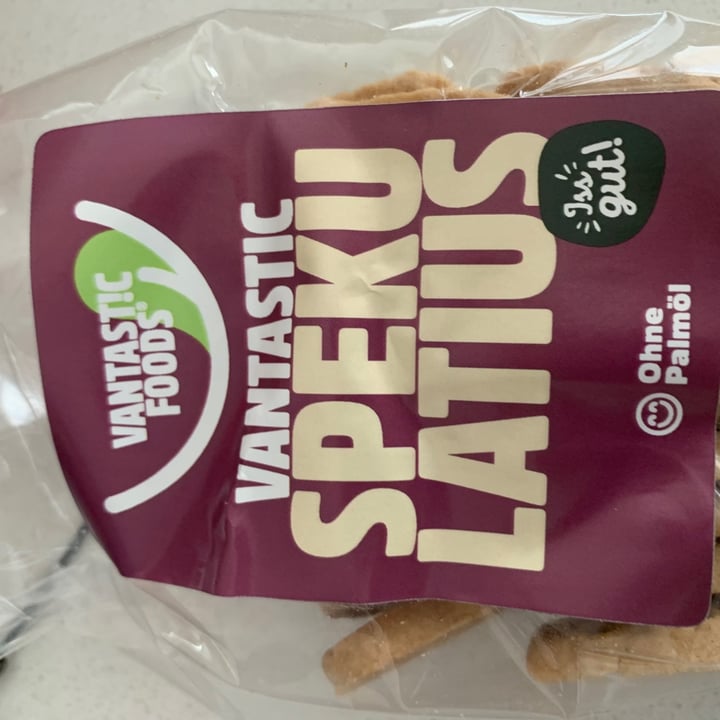 VANTASTIC
FOODS®
VANTASTIC
SPEKU
LATIUS
Iss
gut!
Ohne
Palmöl